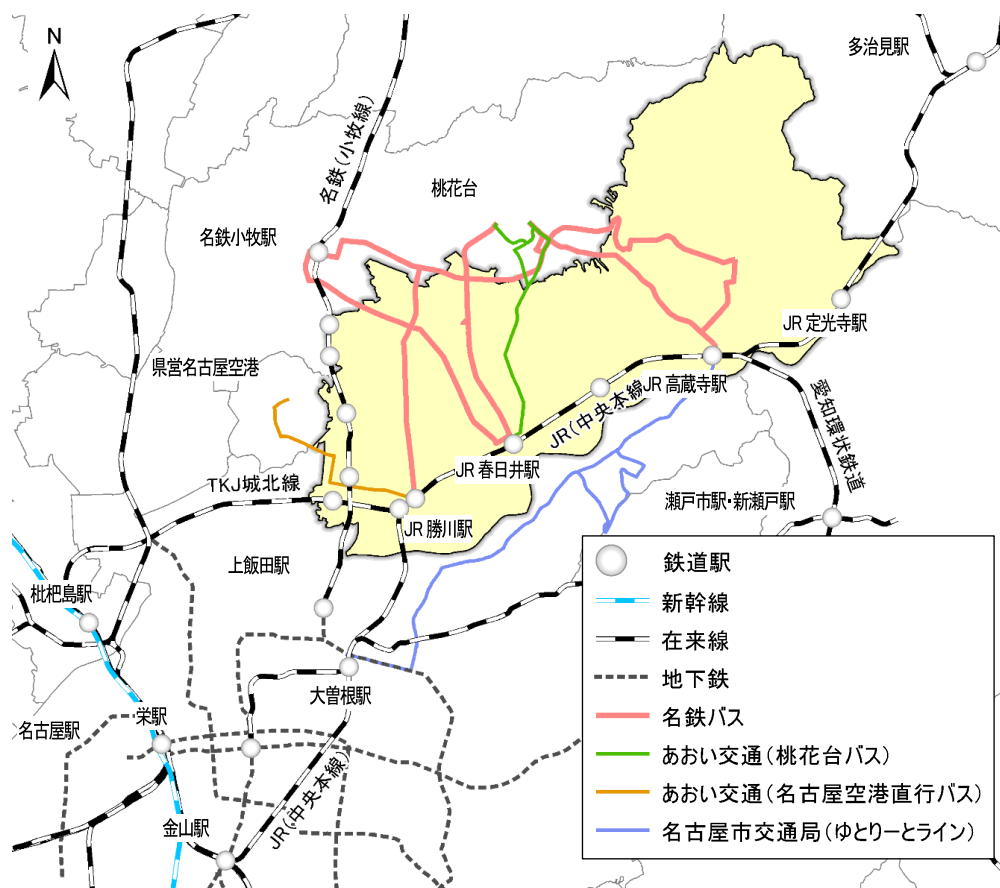 N
多治見駅
名鉄(小牧線)
桃花台
名鉄小牧駅
JR 定光寺駅
県営名古屋空港
JR 高蔵寺駅
JR(中央本線)
愛知環状鉄道
JR 春日井駅
TKJ城北線
瀬戸市駅・新瀬戸駅
JR 勝川駅
上飯田駅
枇杷島駅
大曽根駅
栄駅
名古屋駅
JR(中央本線)
金山駅
鉄道駅
新幹線
在来線
地下鉄
名鉄バス
あおい交通(桃花台バス)
あおい交通(名古屋空港直行バス)
名古屋市交通局(ゆとりーとライン)